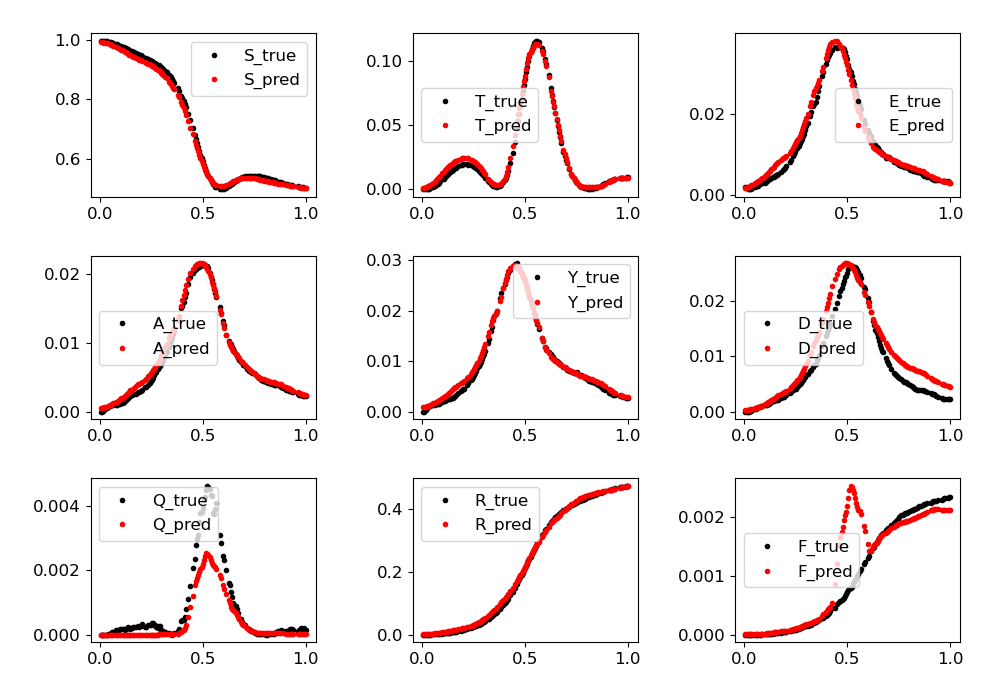 1.0
0.8
0.6
0.0 0.5 1.0
S_true
S_pred
0.10
0.05
0.00
0.0 0.5 1.0
T_true
T_pred
0.02
0.00
0.0 0.5 1.0
E_true
E_pred
0.02
0.01
0.00
0.0 0.5 1.0
A_true
A_pred
0.03
0.02
0.01
0.00
0.0 0.5 1.0
Y_true
Y_pred
0.02
0.01
0.00
0.0 0.5 1.0
D_true
D_pred
0.004
0.002
0.000
0.0 0.5 1.0
Q_true
Q_pred
0.4
0.2
0.0
0.0 0.5 1.0
R_true
R_pred
0.002
0.001
0.000
0.0 0.5 1.0
F_true
F_pred